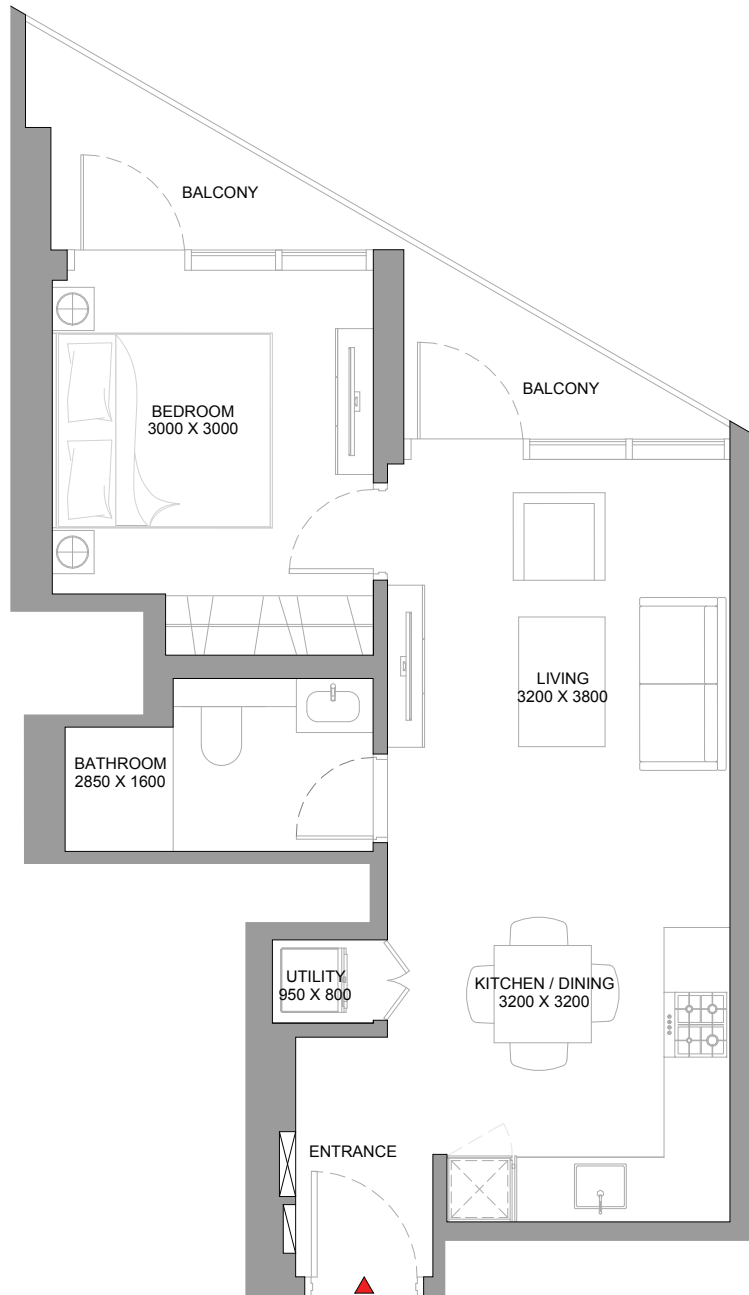 BALCONY
BALCONY
BEDROOM
3000 X 3000
LIVING
3200 X 3800
BATHROOM
2850 X 1600
UTILITY
950 X 800
KITCHEN / DINING
3200 X 3200
ENTRANCE